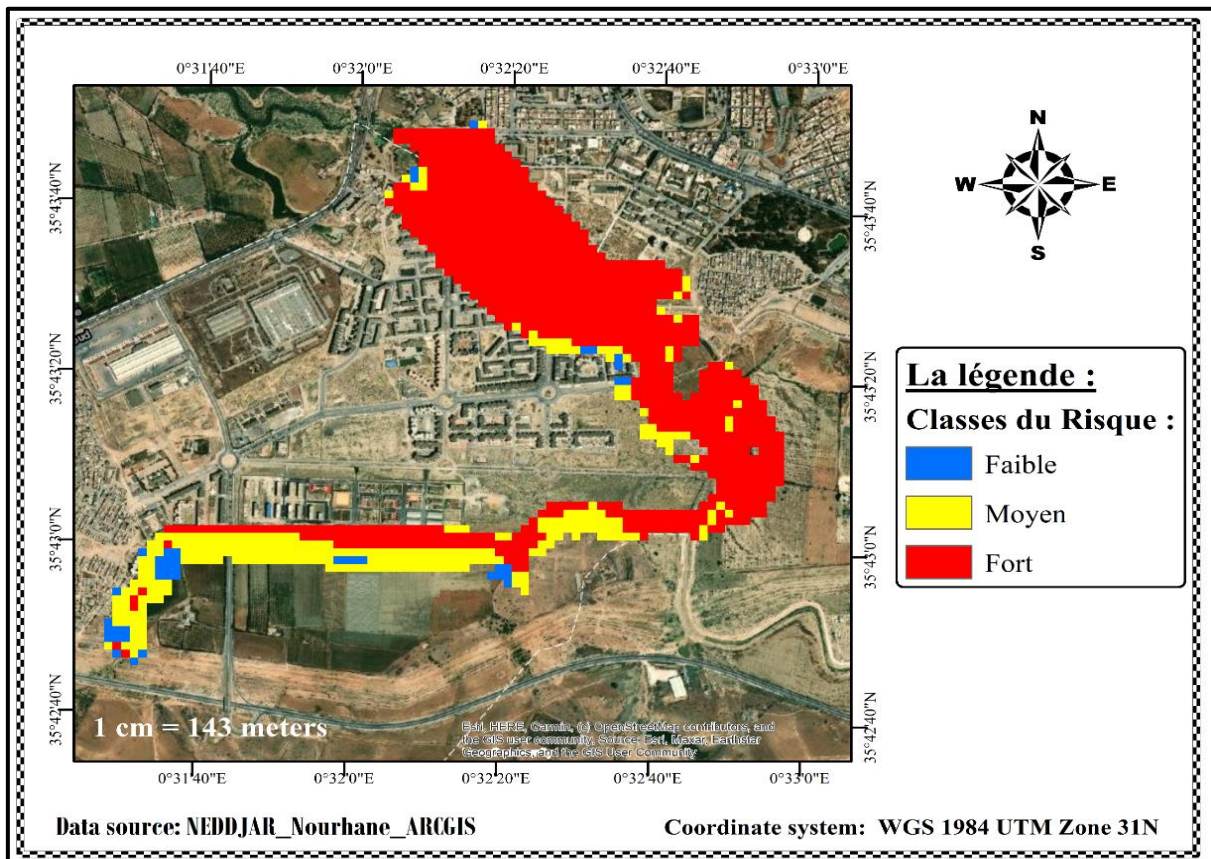 0°31'40"E 0°32'0"E 0°32'20"E 0°32'40"E 0°33'0"E
N
W E
S
35°43'40"N
35°43'40"N
35°43'20"N
35°43'20"N
35°43'0"N
35°43'0"N
35°42'40"N
35°42'40"N
La légende :
Classes du Risque :
Faible
Moyen
Fort
1 cm = 143 meters
Esri, HERE, Garmin, (c) OpenStreetMap contributors, and
the GIS user community, Source: Esri, Maxar, Earthstar
Geographics, and the GIS User Community
0°31'40"E 0°32'0"E 0°32'20"E 0°32'40"E 0°33'0"E
Data source: NEDDJAR_Nourhane_ARCGIS
Coordinate system: WGS 1984 UTM Zone 31N